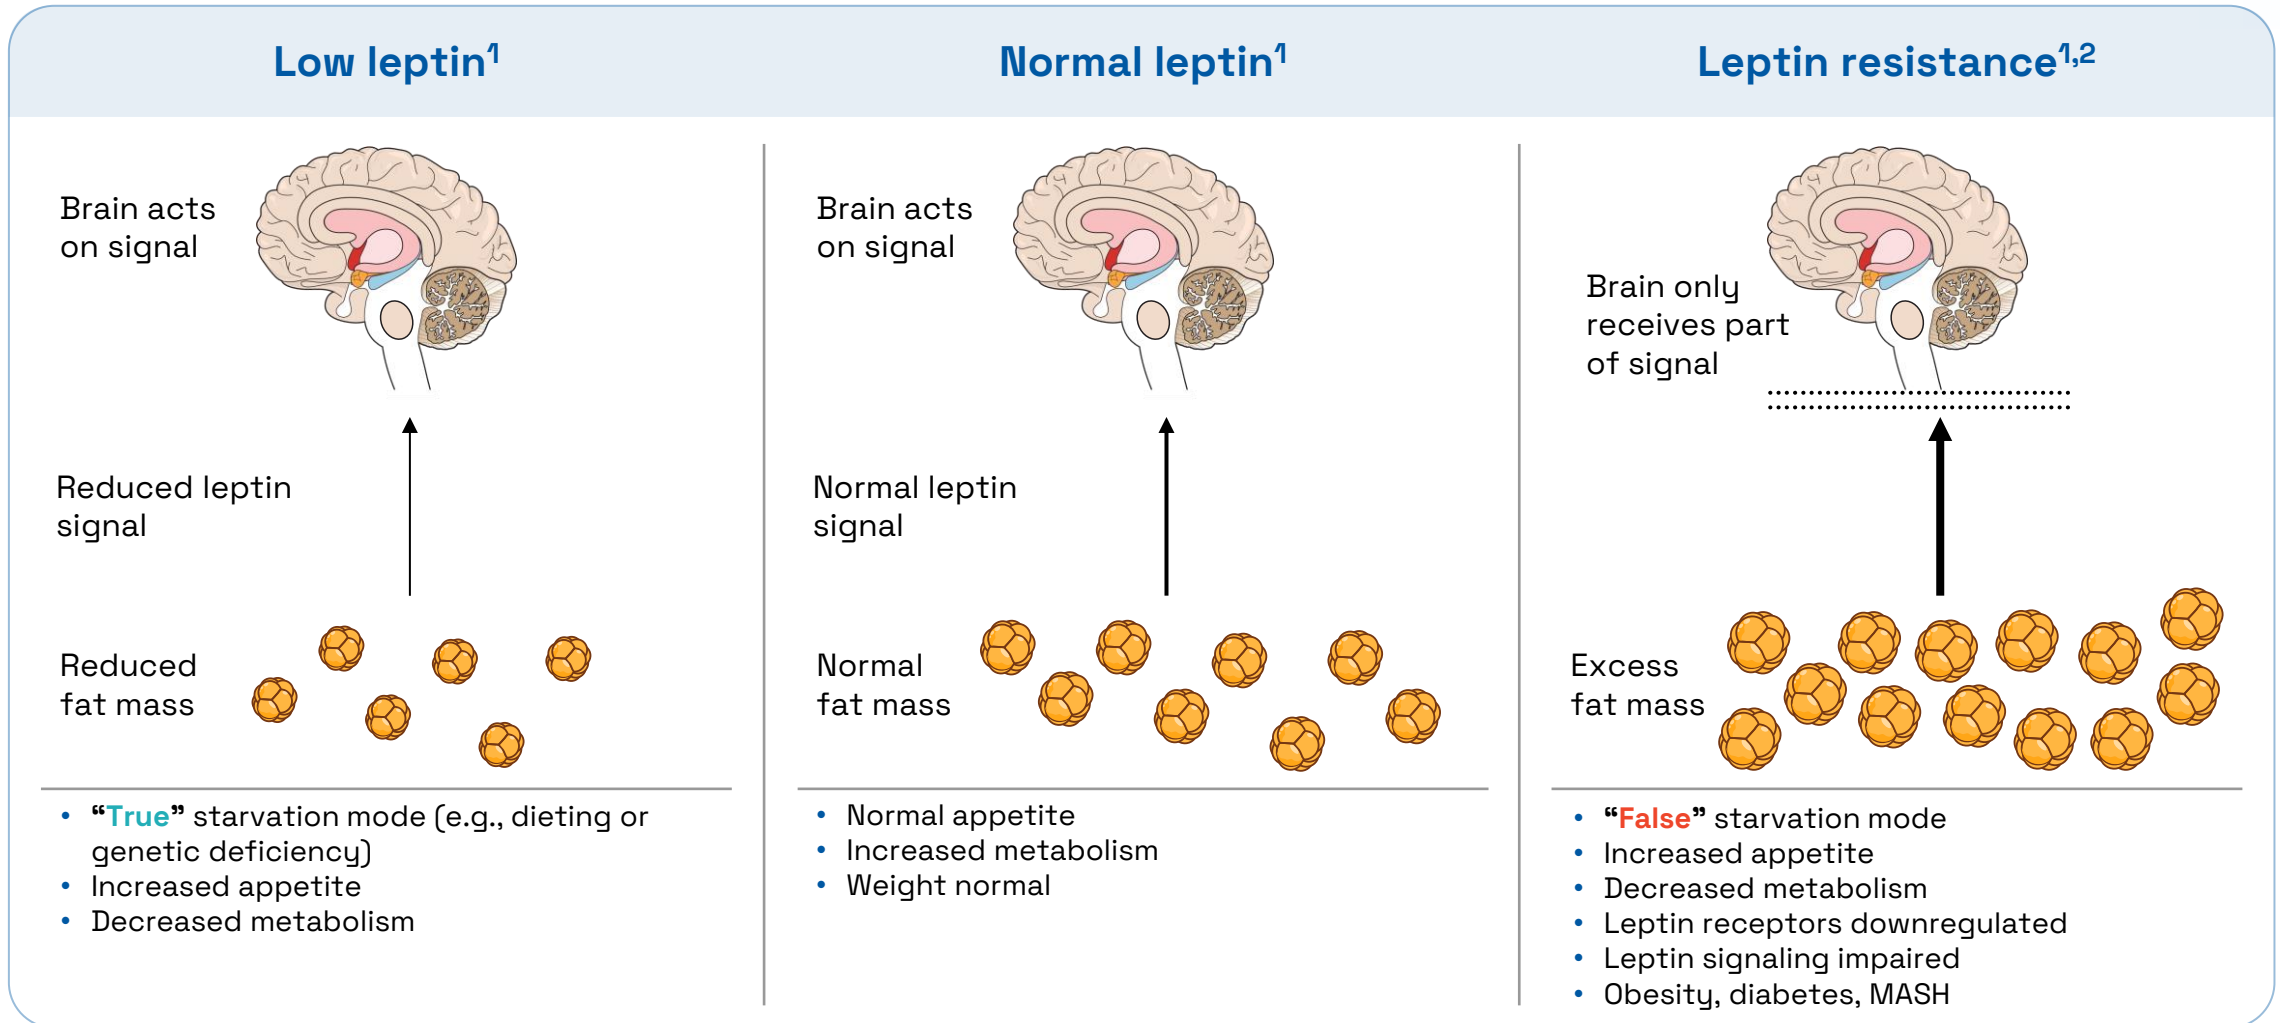 Low leptin¹
Brain acts
on signal
Reduced leptin
signal
Reduced
fat mass
• “True” starvation mode (e.g., dieting or
genetic deficiency)
• Increased appetite
• Decreased metabolism
Normal leptin¹
Brain acts
on signal
Normal leptin
signal
Normal
fat mass
• Normal appetite
• Increased metabolism
• Weight normal
Leptin resistance¹,²
Brain only
receives part
of signal
Excess
fat mass
• “False” starvation mode
• Increased appetite
• Decreased metabolism
• Leptin receptors downregulated
• Leptin signaling impaired
• Obesity, diabetes, MASH